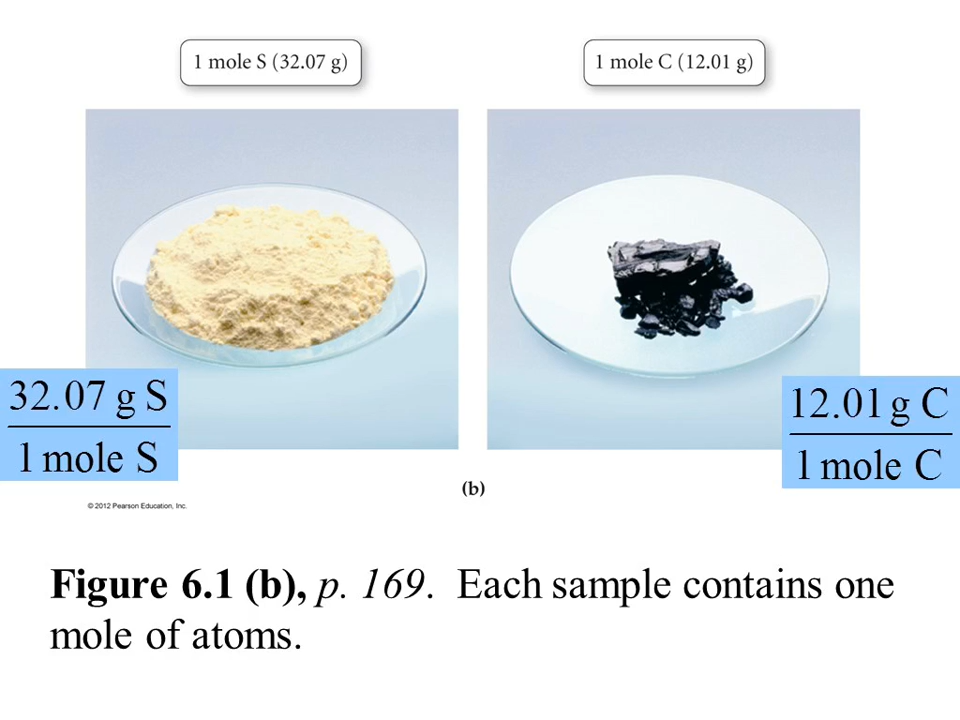 1 mole S (32.07 g)
1 mole C (12.01 g)
32.07 g S
1 mole S
12.01 g C
1 mole C
(b)
© 2012 Pearson Education, Inc.
Figure 6.1 (b), p. 169.  Each sample contains one
mole of atoms.